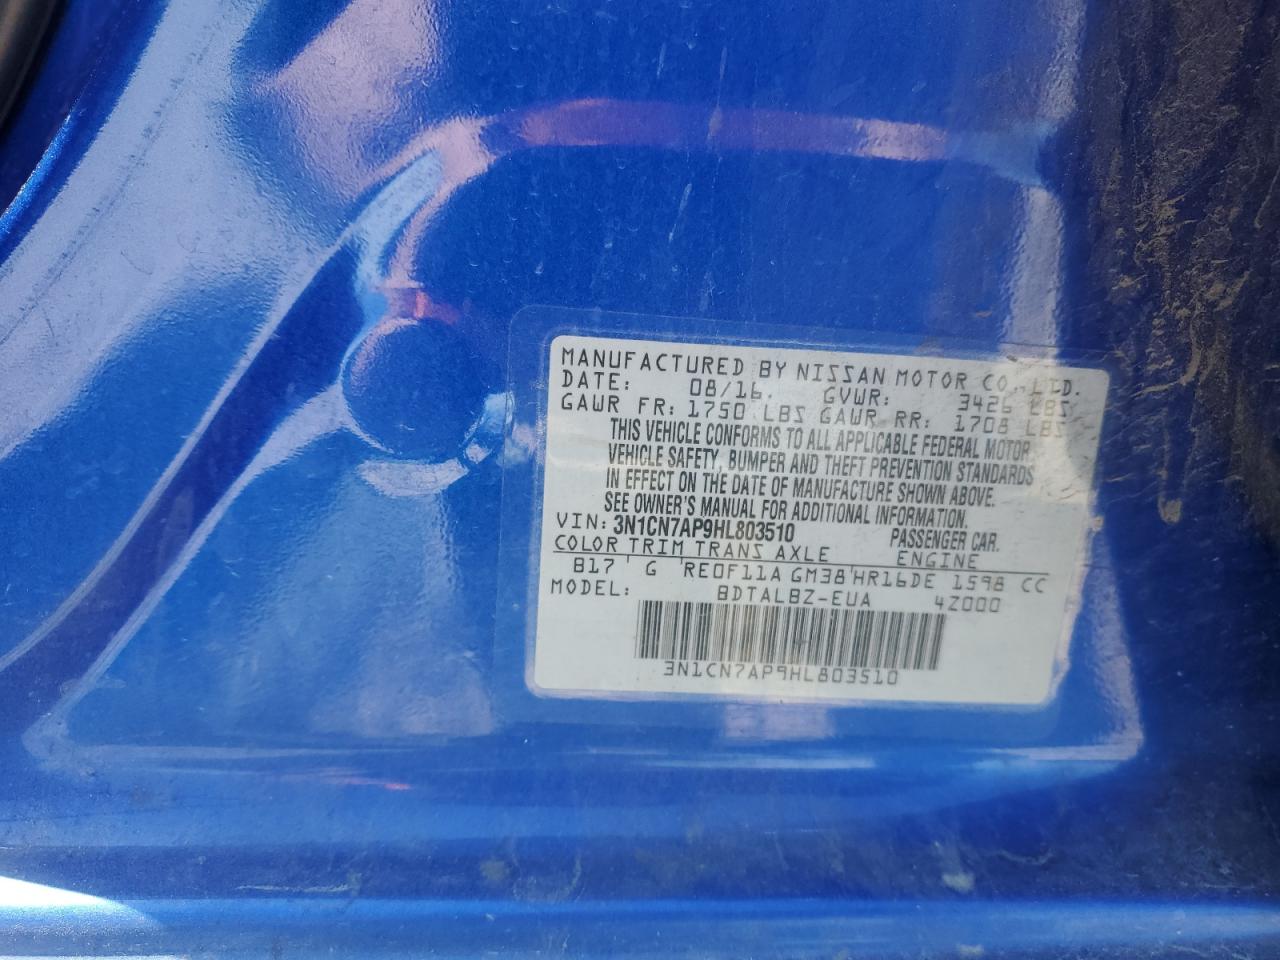 MANUFACTURED BY NISSAN MOTOR CO., LTD.
DATE: 08/16. GVWR: 3426 LBS
GAWR FR: 1750 LBS GAWR RR: 1708 LBS
THIS VEHICLE CONFORMS TO ALL APPLICABLE FEDERAL MOTOR
VEHICLE SAFETY, BUMPER AND THEFT PREVENTION STANDARDS
IN EFFECT ON THE DATE OF MANUFACTURE SHOWN ABOVE.
SEE OWNER'S MANUAL FOR ADDITIONAL INFORMATION.
VIN: 3N1CN7AP9HL803510 PASSENGER CAR.
COLOR TRIM TRANS AXLE ENGINE
B17 G RE0F11A GM38 HR16DE 1598 CC
MODEL: BDTALBZ-EUA 4Z000
3N1CN7AP9HL803510